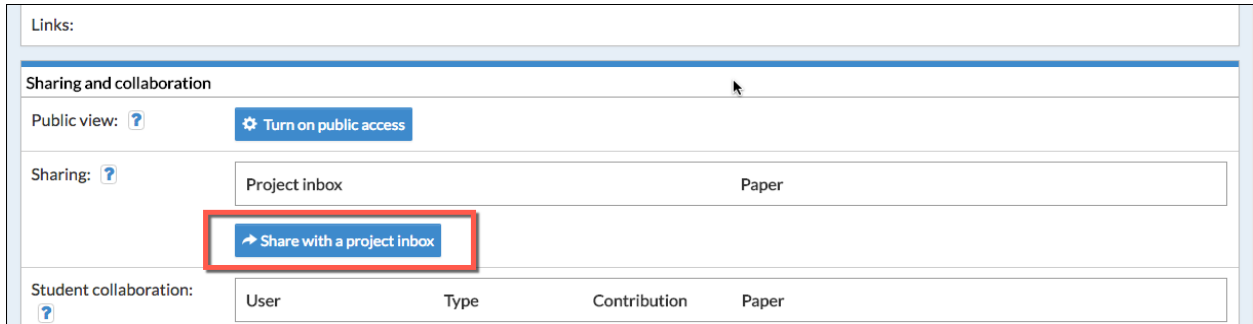 Links:
Sharing and collaboration
Public view: ?
Turn on public access
Sharing: ?
Project inbox Paper
Share with a project inbox
Student collaboration:
?
User Type Contribution Paper